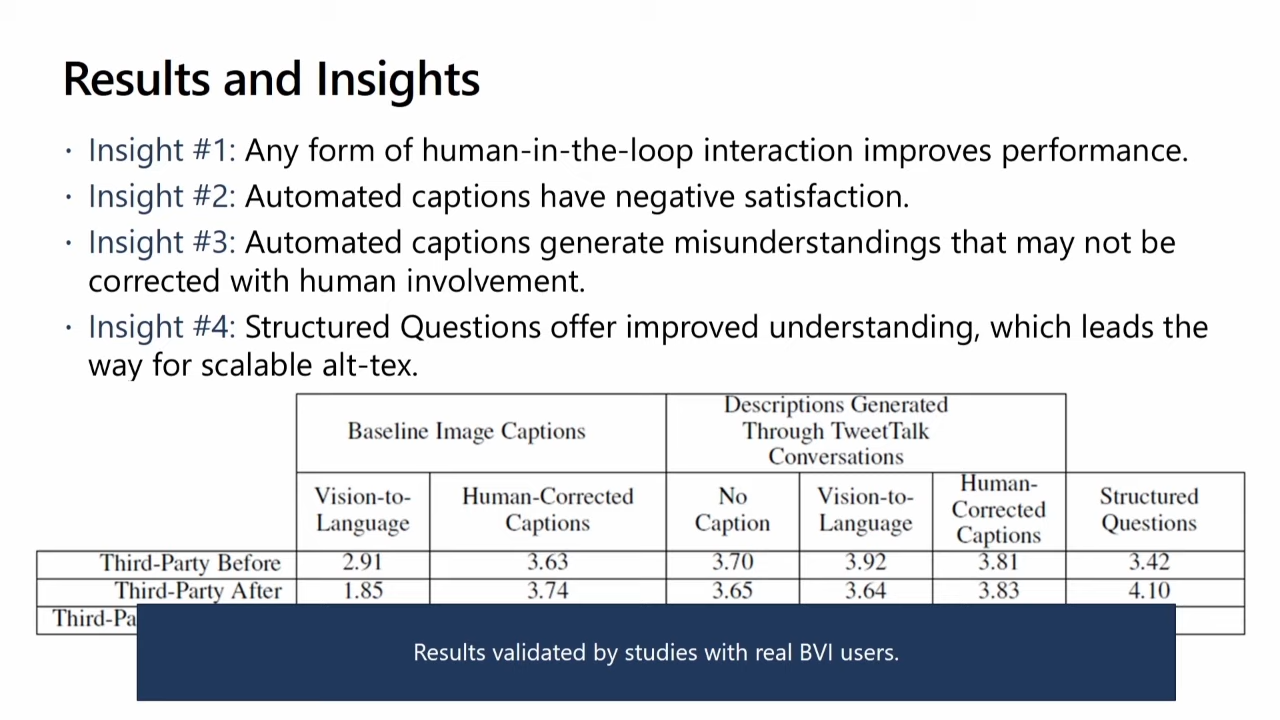 Results and Insights
· Insight #1: Any form of human-in-the-loop interaction improves performance.
· Insight #2: Automated captions have negative satisfaction.
· Insight #3: Automated captions generate misunderstandings that may not be
corrected with human involvement.
· Insight #4: Structured Questions offer improved understanding, which leads the
way for scalable alt-tex.
Baseline Image Captions
Descriptions Generated
Through TweetTalk
Conversations
Vision-to-
Language
Human-Corrected
Captions
No
Caption
Vision-to-
Language
Human-
Corrected
Captions
Structured
Questions
Third-Party Before 2.91 3.63 3.70 3.92 3.81 3.42
Third-Party After 1.85 3.74 3.65 3.64 3.83 4.10
Third-Pa
Results validated by studies with real BVI users.